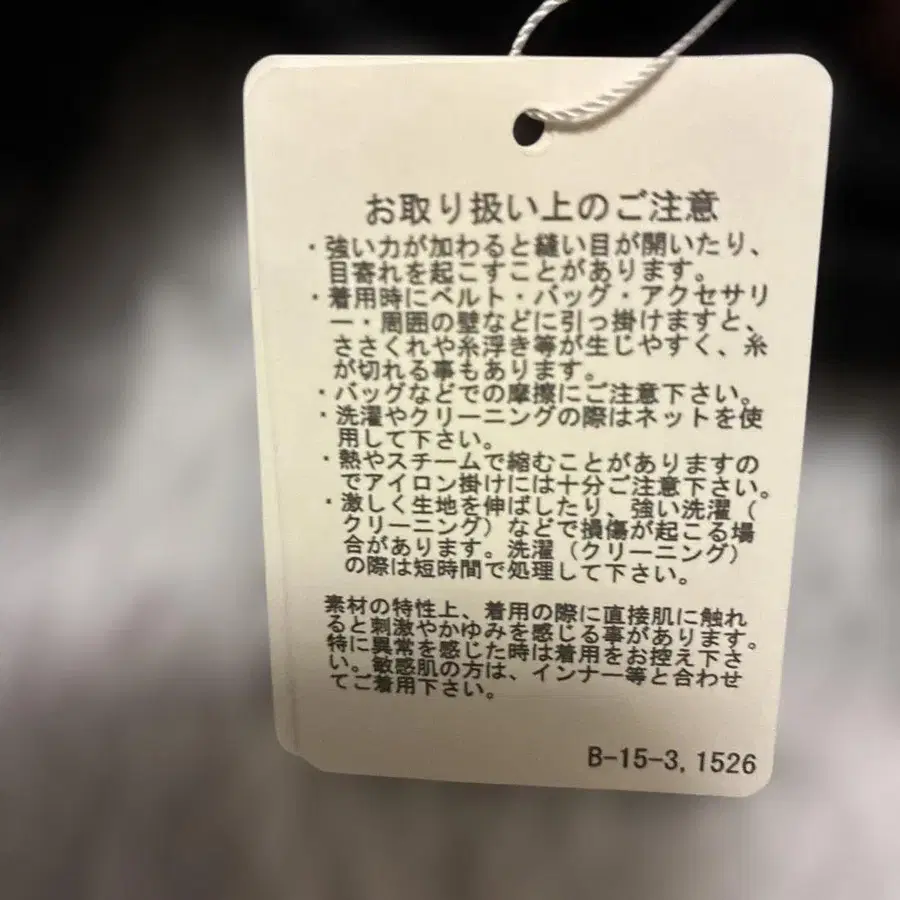 お取り扱い上のご注意
・強い力が加わると縫い目が開いたり、
目寄れを起こすことがあります。
・着用時にベルト・バッグ・アクセサリ
ー・周囲の壁などに引っ掛けますと、
ささくれや糸浮き等が生じやすく、糸
が切れる事もあります。
・バッグなどでの摩擦にご注意下さい。
・洗濯やクリーニングの際はネットを使
用して下さい。
・熱やスチームで縮むことがありますの
でアイロン掛けには十分ご注意下さい。
・激しく生地を伸ばしたり、強い洗濯（
クリーニング）などで損傷が起こる場
合があります。洗濯（クリーニング）
の際は短時間で処理して下さい。
素材の特性上、着用の際に直接肌に触れ
ると刺激やかゆみを感じる事があります。
特に異常を感じた時は着用をお控え下さ
い。敏感肌の方は、インナー等と合わせ
てご着用下さい。
B-15-3, 1526